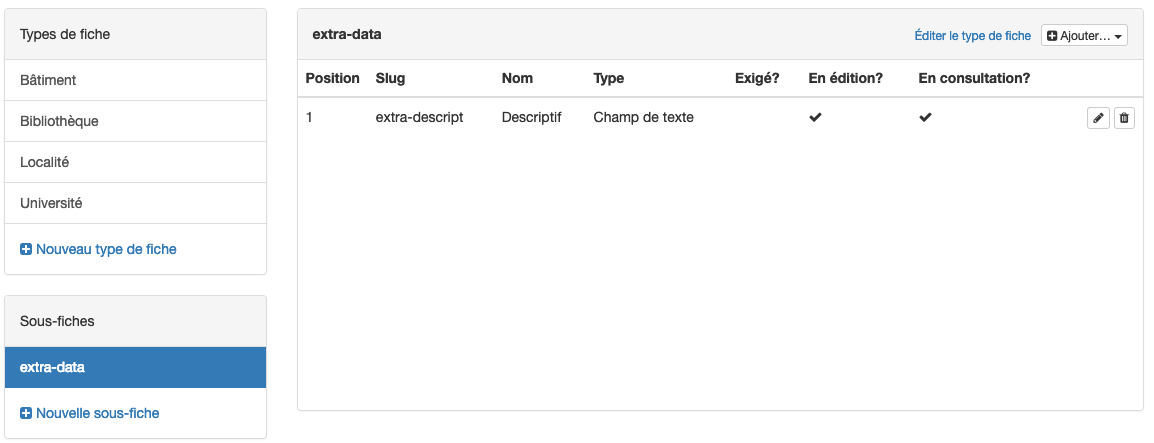 Types de fiche
Bâtiment
Bibliothèque
Localité
Université
Nouveau type de fiche
Sous-fiches
extra-data
Nouvelle sous-fiche
extra-data Éditer le type de fiche Ajouter...
Position Slug Nom Type Exigé? En édition? En consultation?
1 extra-descript Descriptif Champ de texte